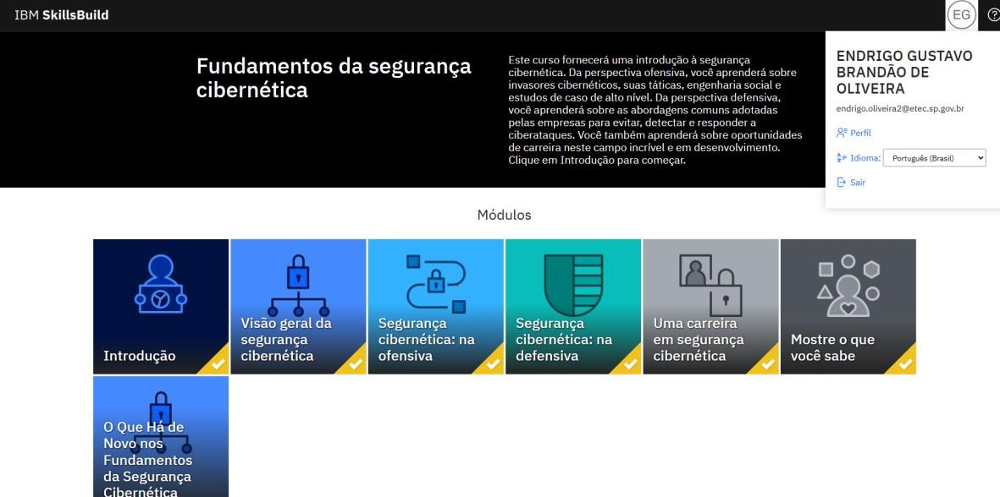 IBM SkillsBuild
EG
?
Fundamentos da segurança
cibernética
Este curso fornecerá uma introdução à segurança
cibernética. Da perspectiva ofensiva, você aprenderá sobre
invasores cibernéticos, suas táticas, engenharia social e
estudos de caso de alto nível. Da perspectiva defensiva,
você aprenderá sobre as abordagens comuns adotadas
pelas empresas para evitar, detectar e responder a
ciberataques. Você também aprenderá sobre oportunidades
de carreira neste campo incrível e em desenvolvimento.
Clique em Introdução para começar.
ENDRIGO GUSTAVO
BRANDÃO DE
OLIVEIRA
endrigo.oliveira2@etec.sp.gov.br
Perfil
Idioma: Português (Brasil)
Sair
Módulos
Introdução
Visão geral da
segurança
cibernética
Segurança
cibernética: na
ofensiva
Segurança
cibernética: na
defensiva
Uma carreira
em segurança
cibernética
Mostre o que
você sabe
O Que Há de
Novo nos
Fundamentos
da Segurança
Cibernética